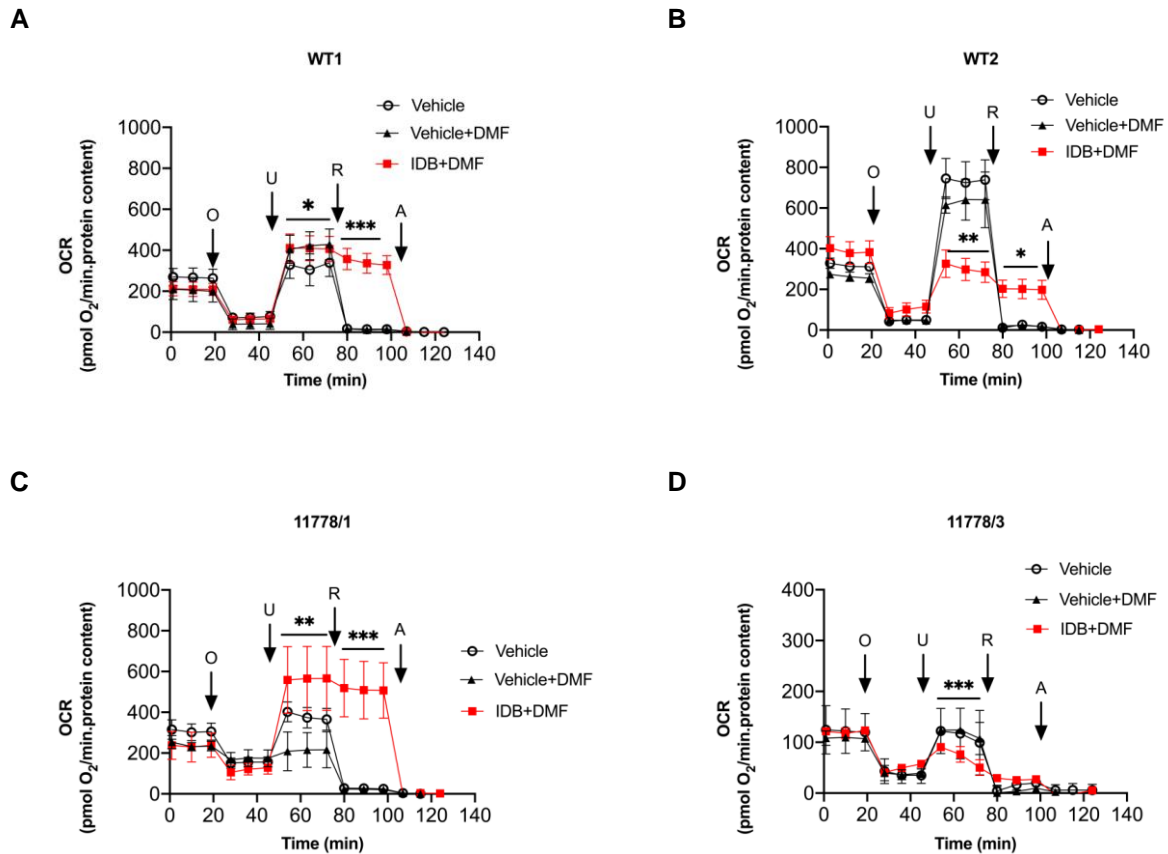 A
WT1
Vehicle
Vehicle+DMF
IDB+DMF
OCR
(pmol O₂/min.protein content)
1000
800
600
400
200
0
O
U
*
R
***
A
0 20 40 60 80 100 120 140
Time (min)
B
WT2
Vehicle
Vehicle+DMF
IDB+DMF
OCR
(pmol O₂/min.protein content)
1000
800
600
400
200
0
O
U
R
**
*
A
0 20 40 60 80 100 120 140
Time (min)
C
11778/1
Vehicle
Vehicle+DMF
IDB+DMF
OCR
(pmol O₂/min.protein content)
1000
800
600
400
200
0
O
U
**
R
***
A
0 20 40 60 80 100 120 140
Time (min)
D
11778/3
Vehicle
Vehicle+DMF
IDB+DMF
OCR
(pmol O₂/min.protein content)
400
300
200
100
0
O
U
R
***
A
0 20 40 60 80 100 120 140
Time (min)